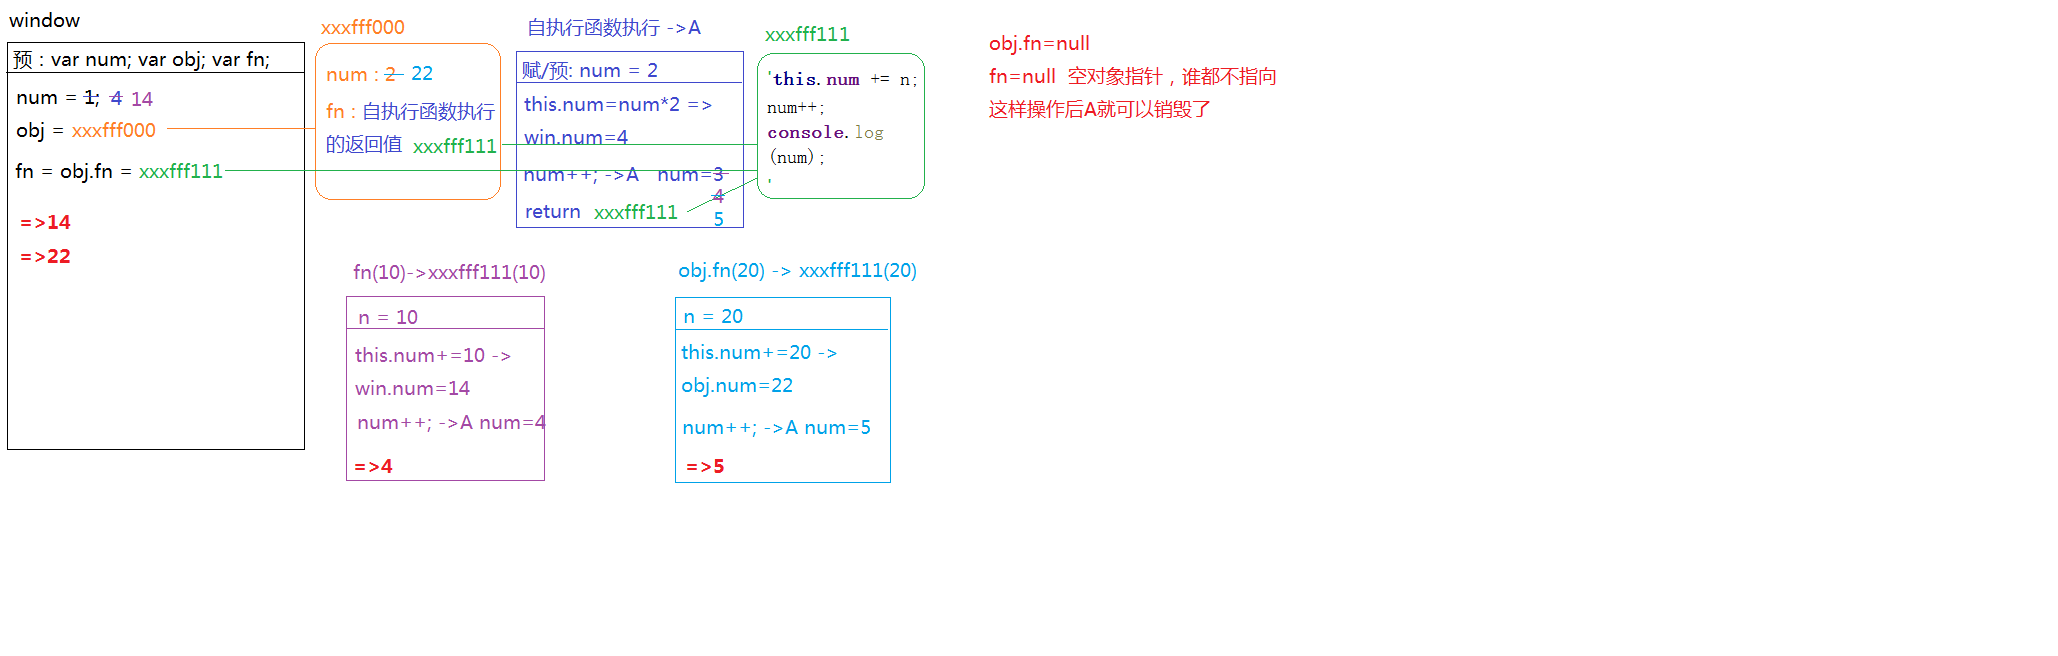 window
预 : var num; var obj; var fn;
num = 1; 4 14
obj = xxxfff000
fn = obj.fn = xxxfff111
=>14
=>22
xxxfff000
num : 2 22
fn : 自执行函数执行
的返回值 xxxfff111
自执行函数执行 ->A
赋/预: num = 2
this.num=num*2 =>
win.num=4
num++; ->A num=3
4
return xxxfff111
5
xxxfff111
'this.num += n;
num++;
console.log
(num);
'
obj.fn=null
fn=null 空对象指针，谁都不指向
这样操作后A就可以销毁了
fn(10)->xxxfff111(10)
n = 10
this.num+=10 ->
win.num=14
num++; ->A num=4
=>4
obj.fn(20) -> xxxfff111(20)
n = 20
this.num+=20 ->
obj.num=22
num++; ->A num=5
=>5